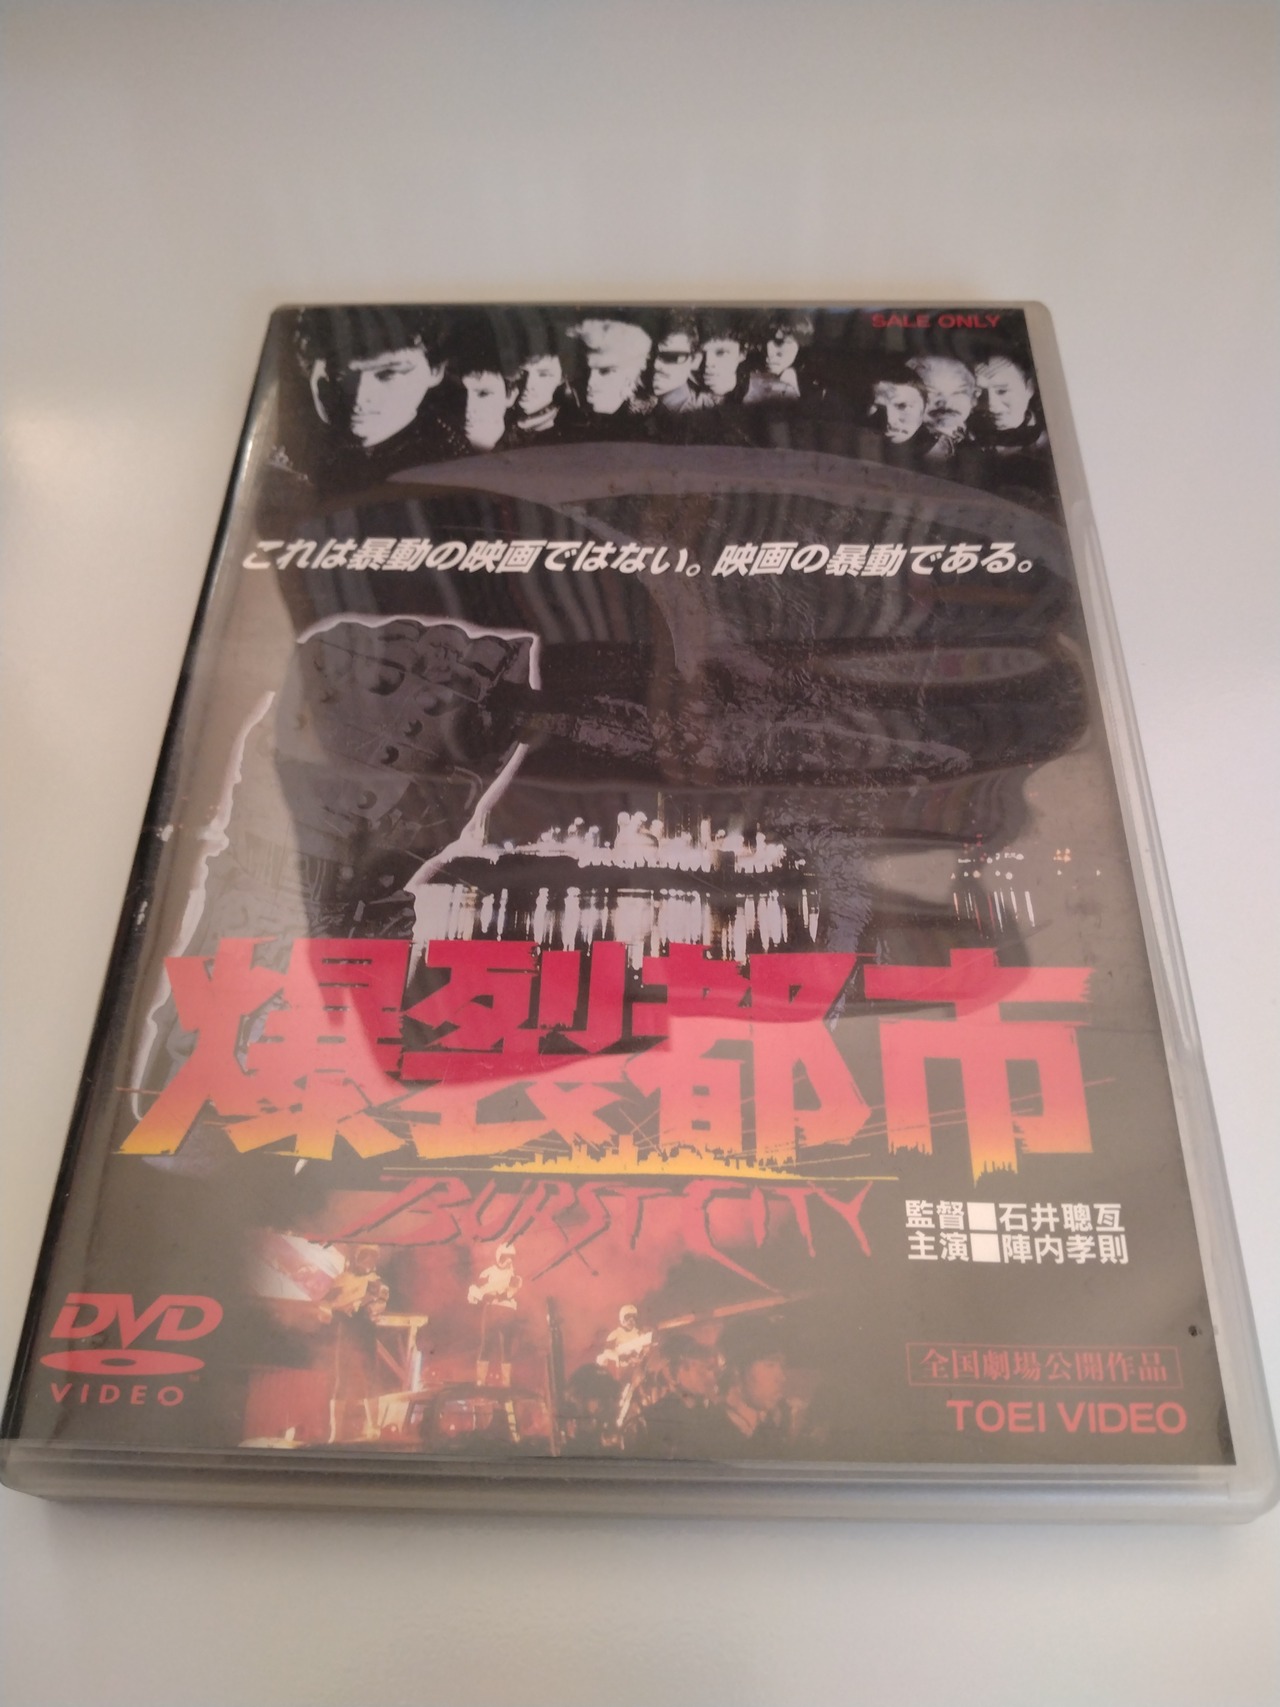 SALE ONLY
これは暴動の映画ではない。映画の暴動である。
爆裂都市
BURST CITY
監督■石井聰亙
主演■陣内孝則
DVD
VIDEO
全国劇場公開作品
TOEI VIDEO